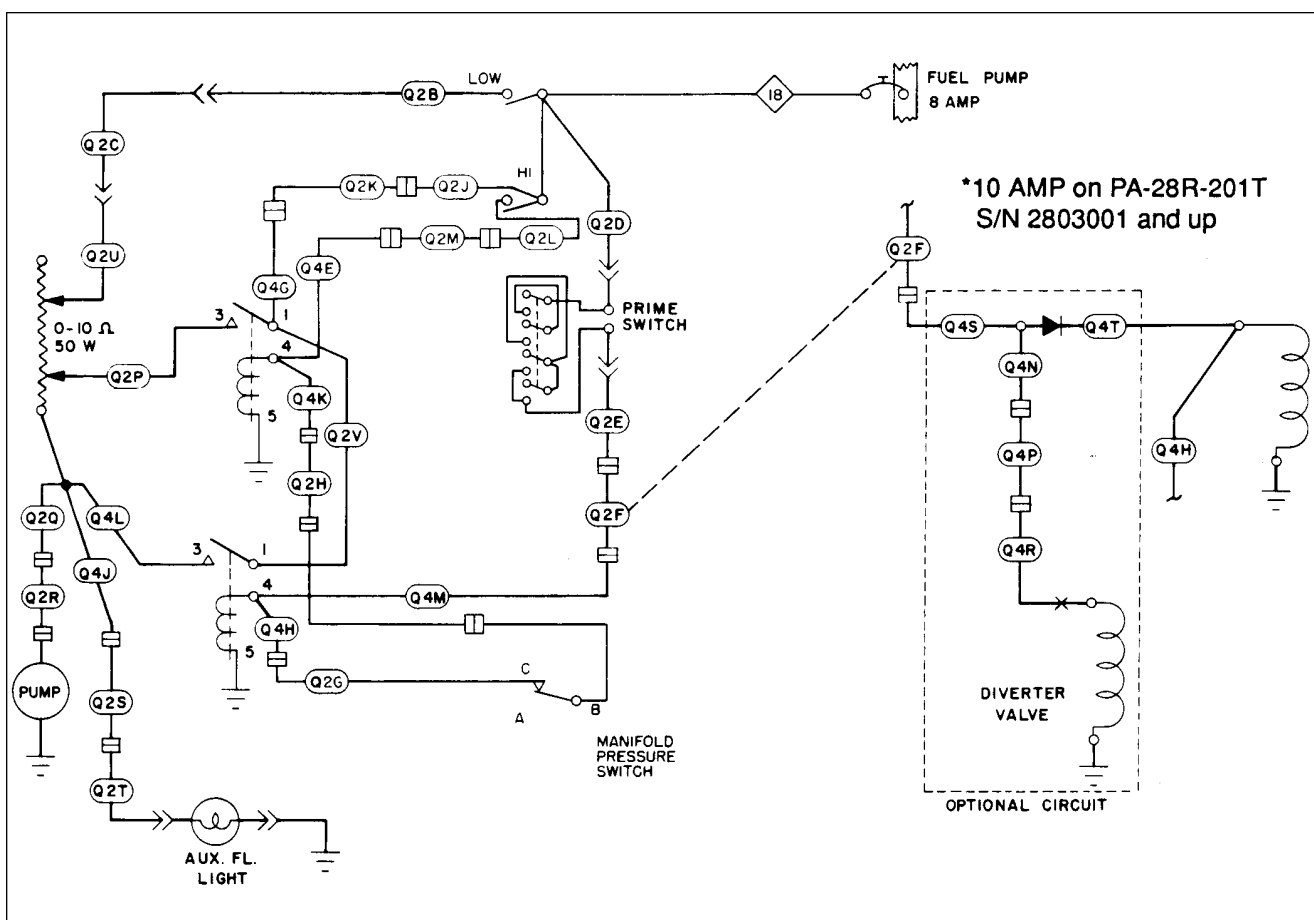 LOW
Q2B
18
FUEL PUMP
8 AMP
Q2C
HI
Q2K
Q2J
*10 AMP on PA-28R-201T
S/N 2803001 and up
Q2D
Q2M
Q2L
Q2U
Q4E
Q2F
Q4G
3
1
PRIME
SWITCH
0-10 Ω
50 W
4
Q4S
Q4T
Q2P
Q4K
Q4N
5
Q2V
Q2E
Q4P
Q4H
Q2H
Q2Q
Q4L
Q2F
3
1
Q4R
Q4J
Q2R
4
Q4M
Q4H
5
C
Q2G
PUMP
Q2S
A
B
DIVERTER
VALVE
MANIFOLD
PRESSURE
SWITCH
Q2T
OPTIONAL CIRCUIT
AUX. FL.
LIGHT